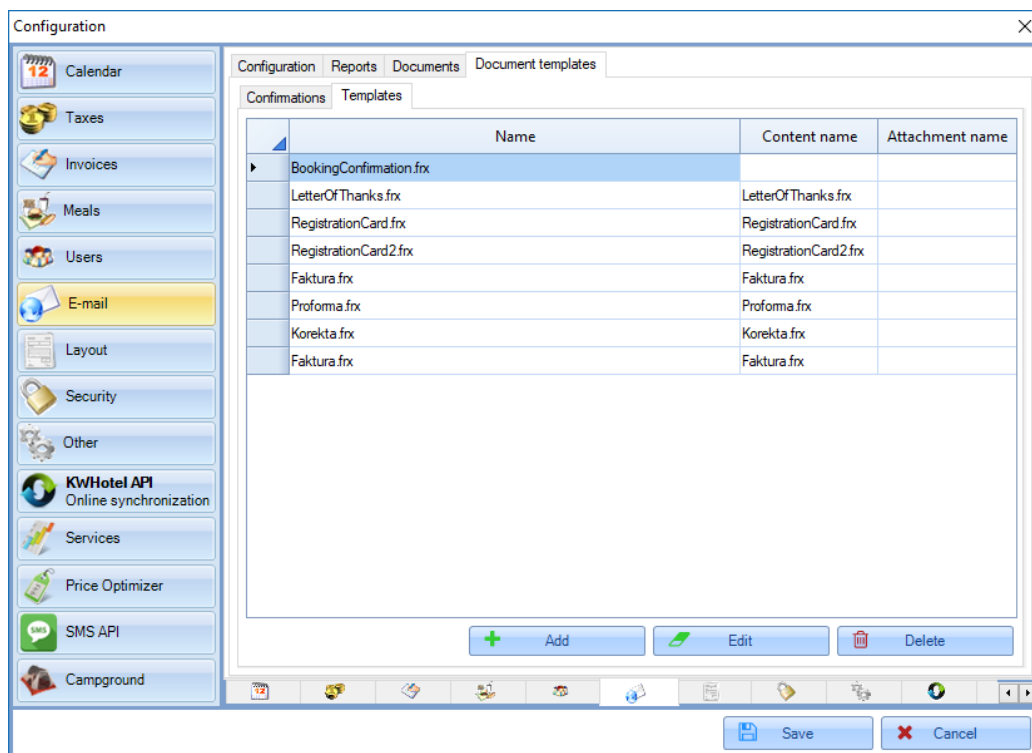 Configuration
Calendar
Taxes
Invoices
Meals
Users
E-mail
Layout
Security
Other
KWHotel API
Online synchronization
Services
Price Optimizer
SMS
SMS API
Campground
Configuration Reports Documents Document templates
Confirmations Templates
Name Content name Attachment name
BookingConfirmation.frx
LetterOfThanks.frx LetterOfThanks.frx
RegistrationCard.frx RegistrationCard.frx
RegistrationCard2.frx RegistrationCard2.frx
Faktura.frx Faktura.frx
Proforma.frx Proforma.frx
Korekta.frx Korekta.frx
Faktura.frx Faktura.frx
Add Edit Delete
12
12
Save Cancel